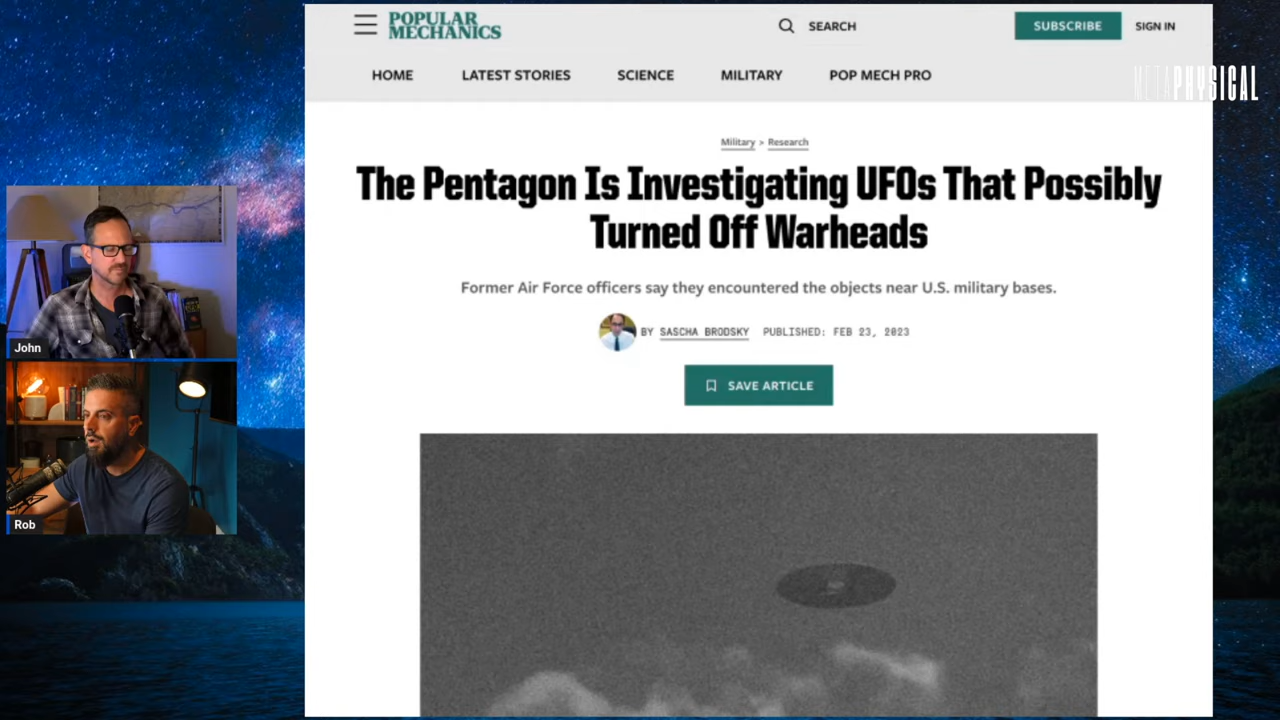 POPULAR
MECHANICS
SEARCH
SUBSCRIBE
SIGN IN
HOME
LATEST STORIES
SCIENCE
MILITARY
POP MECH PRO
METAPHYSICAL
Military > Research
The Pentagon Is Investigating UFOs That Possibly
Turned Off Warheads
Former Air Force officers say they encountered the objects near U.S. military bases.
BY SASCHA BRODSKY PUBLISHED: FEB 23, 2023
SAVE ARTICLE
John
Rob